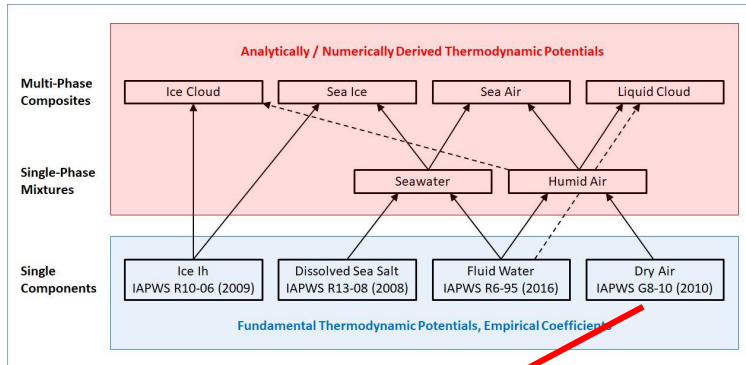 Analytically / Numerically Derived Thermodynamic Potentials
Multi-Phase
Composites
Ice Cloud
Sea Ice
Sea Air
Liquid Cloud
Single-Phase
Mixtures
Seawater
Humid Air
Single
Components
Ice Ih
IAPWS R10-06 (2009)
Dissolved Sea Salt
IAPWS R13-08 (2008)
Fluid Water
IAPWS R6-95 (2016)
Dry Air
IAPWS G8-10 (2010)
Fundamental Thermodynamic Potentials, Empirical Coefficients